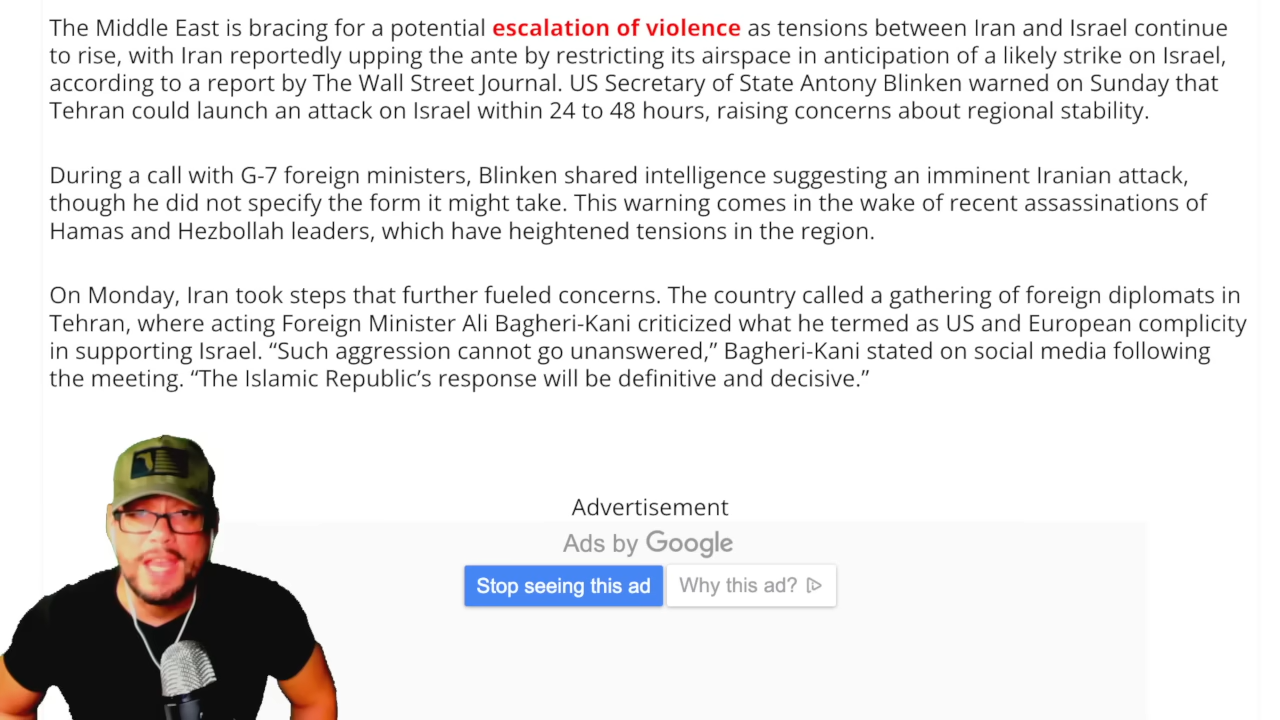 The Middle East is bracing for a potential escalation of violence as tensions between Iran and Israel continue
to rise, with Iran reportedly upping the ante by restricting its airspace in anticipation of a likely strike on Israel,
according to a report by The Wall Street Journal. US Secretary of State Antony Blinken warned on Sunday that
Tehran could launch an attack on Israel within 24 to 48 hours, raising concerns about regional stability.
During a call with G-7 foreign ministers, Blinken shared intelligence suggesting an imminent Iranian attack,
though he did not specify the form it might take. This warning comes in the wake of recent assassinations of
Hamas and Hezbollah leaders, which have heightened tensions in the region.
On Monday, Iran took steps that further fueled concerns. The country called a gathering of foreign diplomats in
Tehran, where acting Foreign Minister Ali Bagheri-Kani criticized what he termed as US and European complicity
in supporting Israel. “Such aggression cannot go unanswered,” Bagheri-Kani stated on social media following
the meeting. “The Islamic Republic’s response will be definitive and decisive.”
Advertisement
Ads by Google
Stop seeing this ad Why this ad?